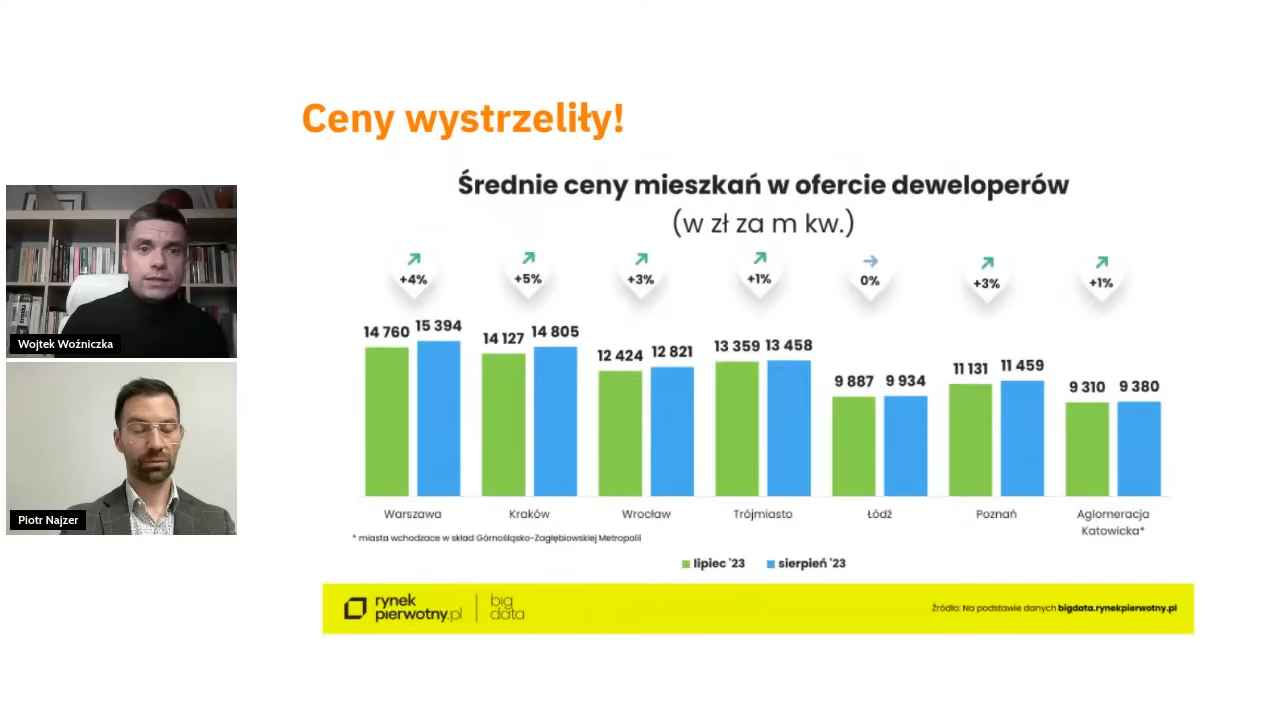 Ceny wystrzeliły!
Średnie ceny mieszkań w ofercie deweloperów
(w zł za m kw.)
+4% +5% +3% +1% 0% +3% +1%
14 760 15 394 14 127 14 805 12 424 12 821 13 359 13 458 9 887 9 934 11 131 11 459 9 310 9 380
Wojtek Woźniczka
Piotr Najzer
Warszawa Kraków Wrocław Trójmiasto Łódź Poznań Aglomeracja
Katowicka*
* miasta wchodzace w skład Górnośląsko-Zagłębiowskiej Metropolii
lipiec '23 sierpień '23
rynek
pierwotny.pl
big
data
Źródło: Na podstawie danych bigdata.rynekpierwotny.pl